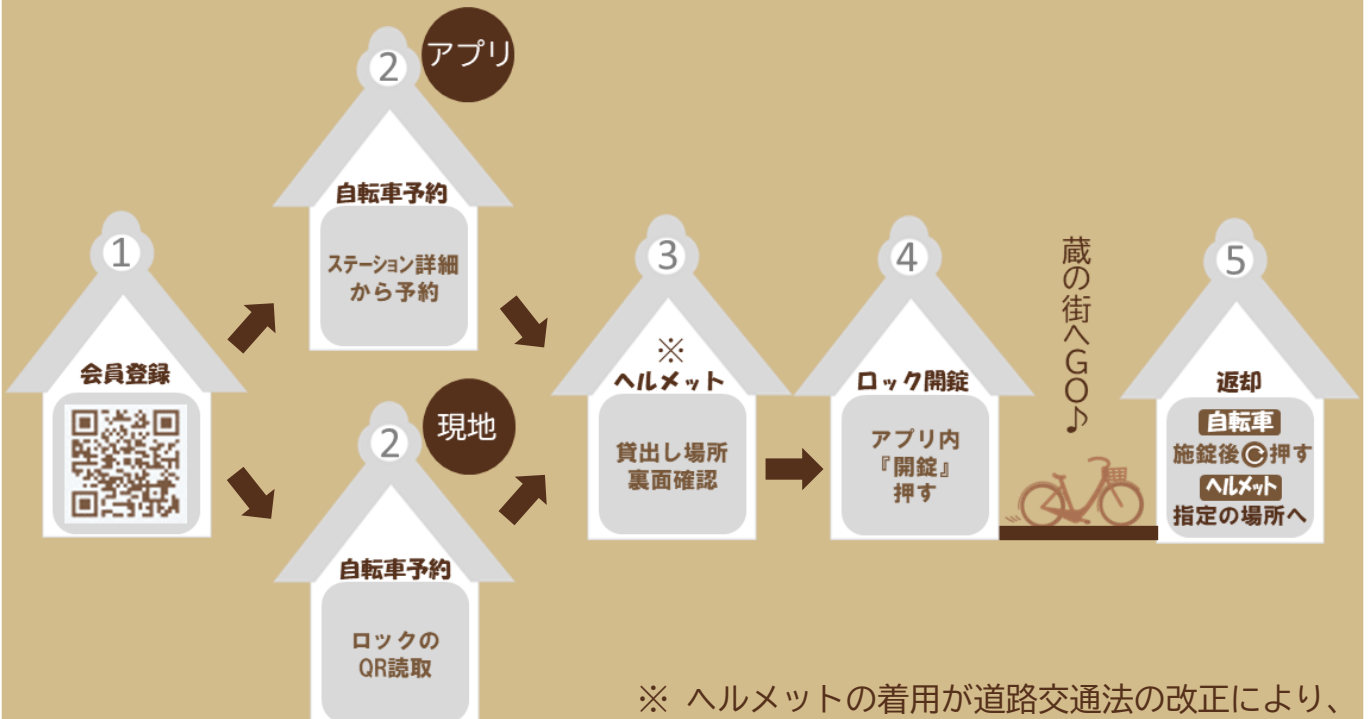 1
会員登録
2
アプリ
自転車予約
ステーション詳細
から予約
2
現地
自転車予約
ロックの
QR読取
3
※
ヘルメット
貸出し場所
裏面確認
4
ロック開錠
アプリ内
『開錠』
押す
蔵の街へGO♪
5
返却
自転車
施錠後Ⓒ押す
ヘルメット
指定の場所へ
※ ヘルメットの着用が道路交通法の改正により、